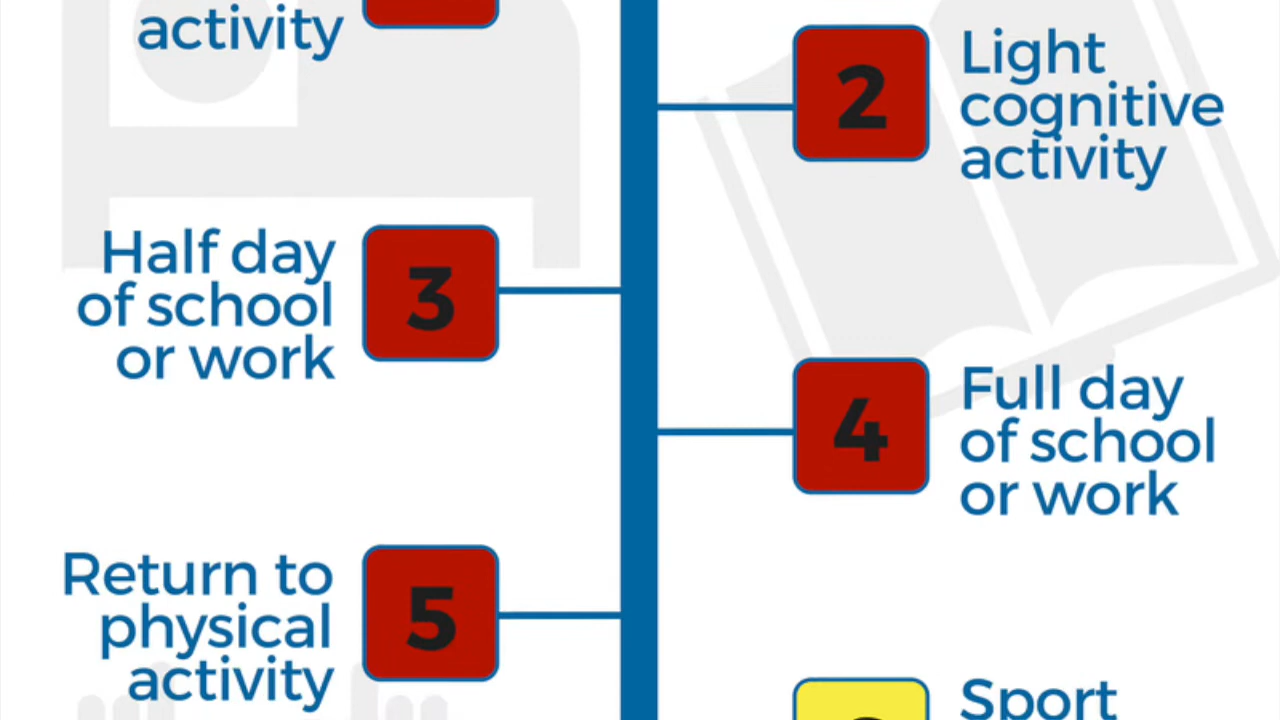 activity
2
Light
cognitive
activity
Half day
of school
or work
3
4
Full day
of school
or work
Return to
physical
activity
5
Sport